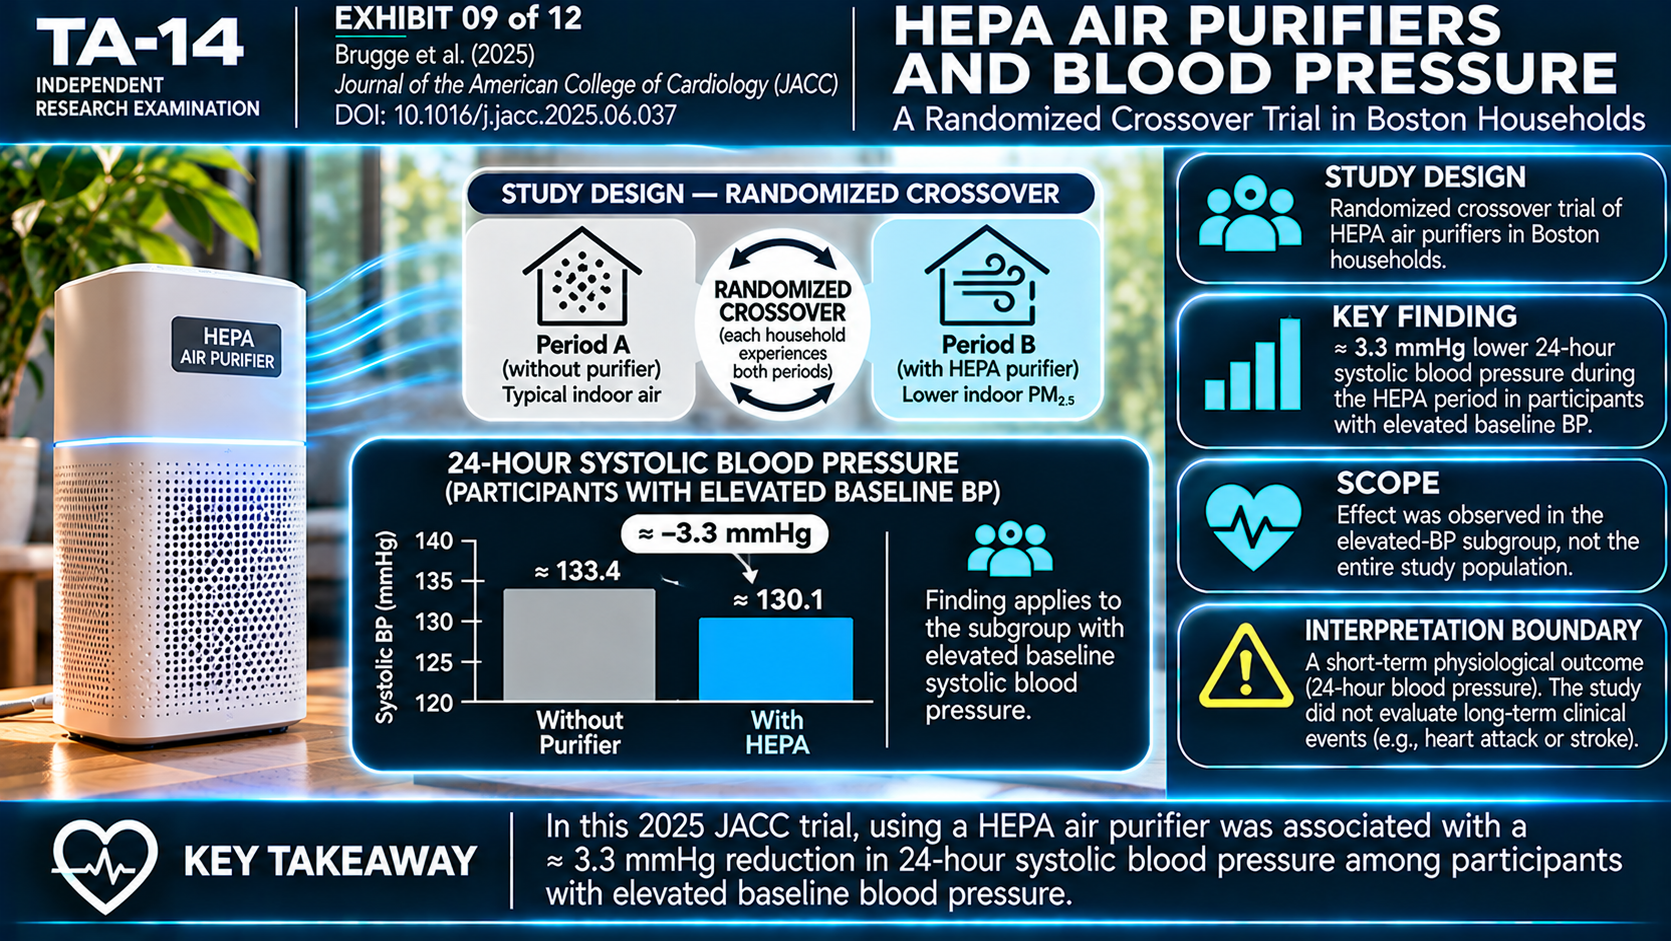 TA-14
INDEPENDENT
RESEARCH EXAMINATION
EXHIBIT 09 of 12
Brugge et al. (2025)
Journal of the American College of Cardiology (JACC)
DOI: 10.1016/j.jacc.2025.06.037
HEPA AIR PURIFIERS
AND BLOOD PRESSURE
A Randomized Crossover Trial in Boston Households
HEPA
AIR PURIFIER
STUDY DESIGN — RANDOMIZED CROSSOVER
Period A
(without purifier)
Typical indoor air
RANDOMIZED
CROSSOVER
(each household
experiences
both periods)
Period B
(with HEPA purifier)
Lower indoor PM2.5
24-HOUR SYSTOLIC BLOOD PRESSURE
(PARTICIPANTS WITH ELEVATED BASELINE BP)
Systolic BP (mmHg)
140
135
130
125
120
≈ 133.4
≈ –3.3 mmHg
≈ 130.1
Without
Purifier
With
HEPA
Finding applies to
the subgroup with
elevated baseline
systolic blood
pressure.
STUDY DESIGN
Randomized crossover trial of
HEPA air purifiers in Boston
households.
KEY FINDING
≈ 3.3 mmHg lower 24-hour
systolic blood pressure during
the HEPA period in participants
with elevated baseline BP.
SCOPE
Effect was observed in the
elevated-BP subgroup, not the
entire study population.
INTERPRETATION BOUNDARY
A short-term physiological outcome
(24-hour blood pressure). The study
did not evaluate long-term clinical
events (e.g., heart attack or stroke).
KEY TAKEAWAY
In this 2025 JACC trial, using a HEPA air purifier was associated with a
≈ 3.3 mmHg reduction in 24-hour systolic blood pressure among participants
with elevated baseline blood pressure.